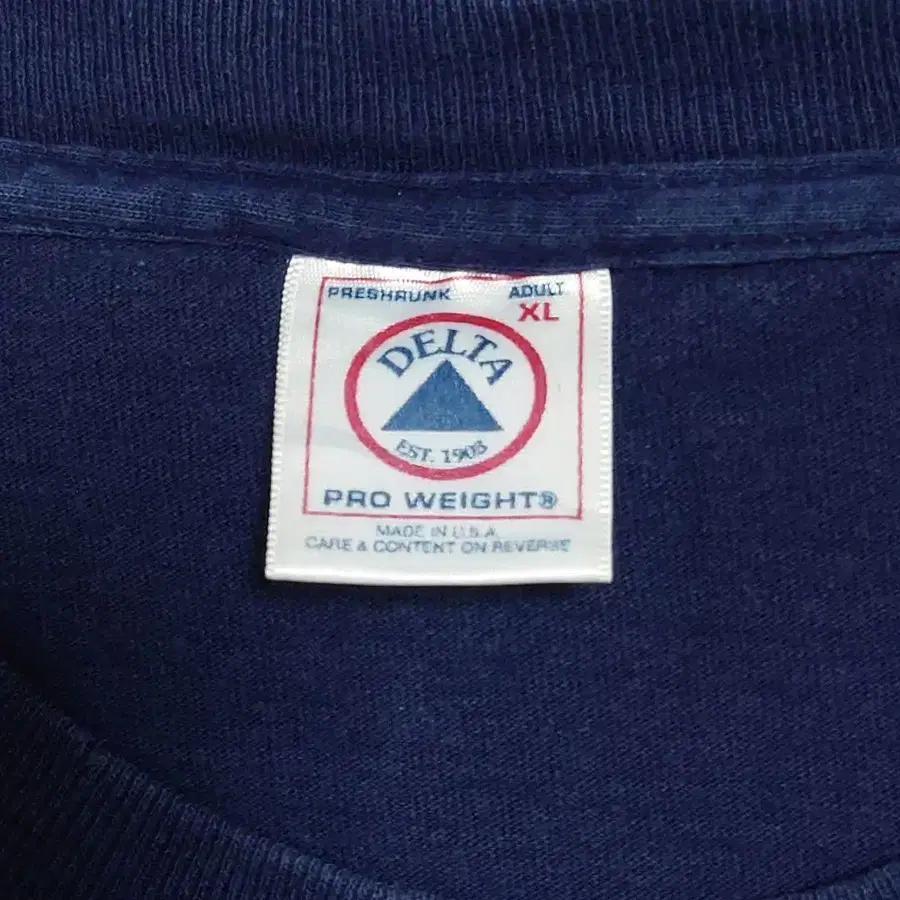 PRESHRUNK ADULT
XL
DELTA
EST. 1903
PRO WEIGHT®
MADE IN U.S.A.
CARE & CONTENT ON REVERSE